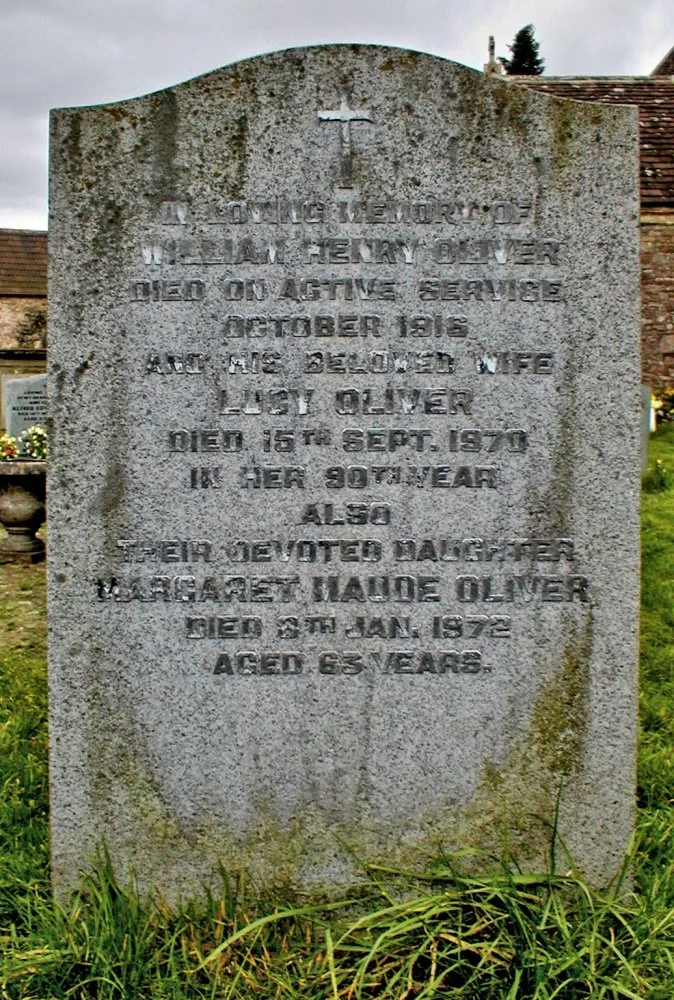 IN LOVING MEMORY OF
WILLIAM HENRY OLIVER
DIED ON ACTIVE SERVICE
OCTOBER 1916
AND HIS BELOVED WIFE
LUCY OLIVER
DIED 15TH SEPT. 1970
IN HER 90TH YEAR
ALSO
THEIR DEVOTED DAUGHTER
MARGARET MAUDE OLIVER
DIED 8TH JAN. 1972
AGED 63 YEARS.